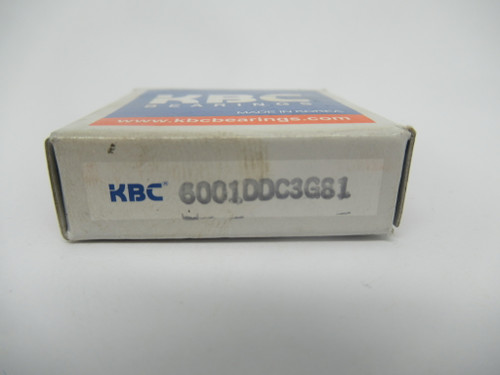 KBC
BEARINGS
MADE IN KOREA
www.kbcbearings.com
KBC® 6001DDC3G81